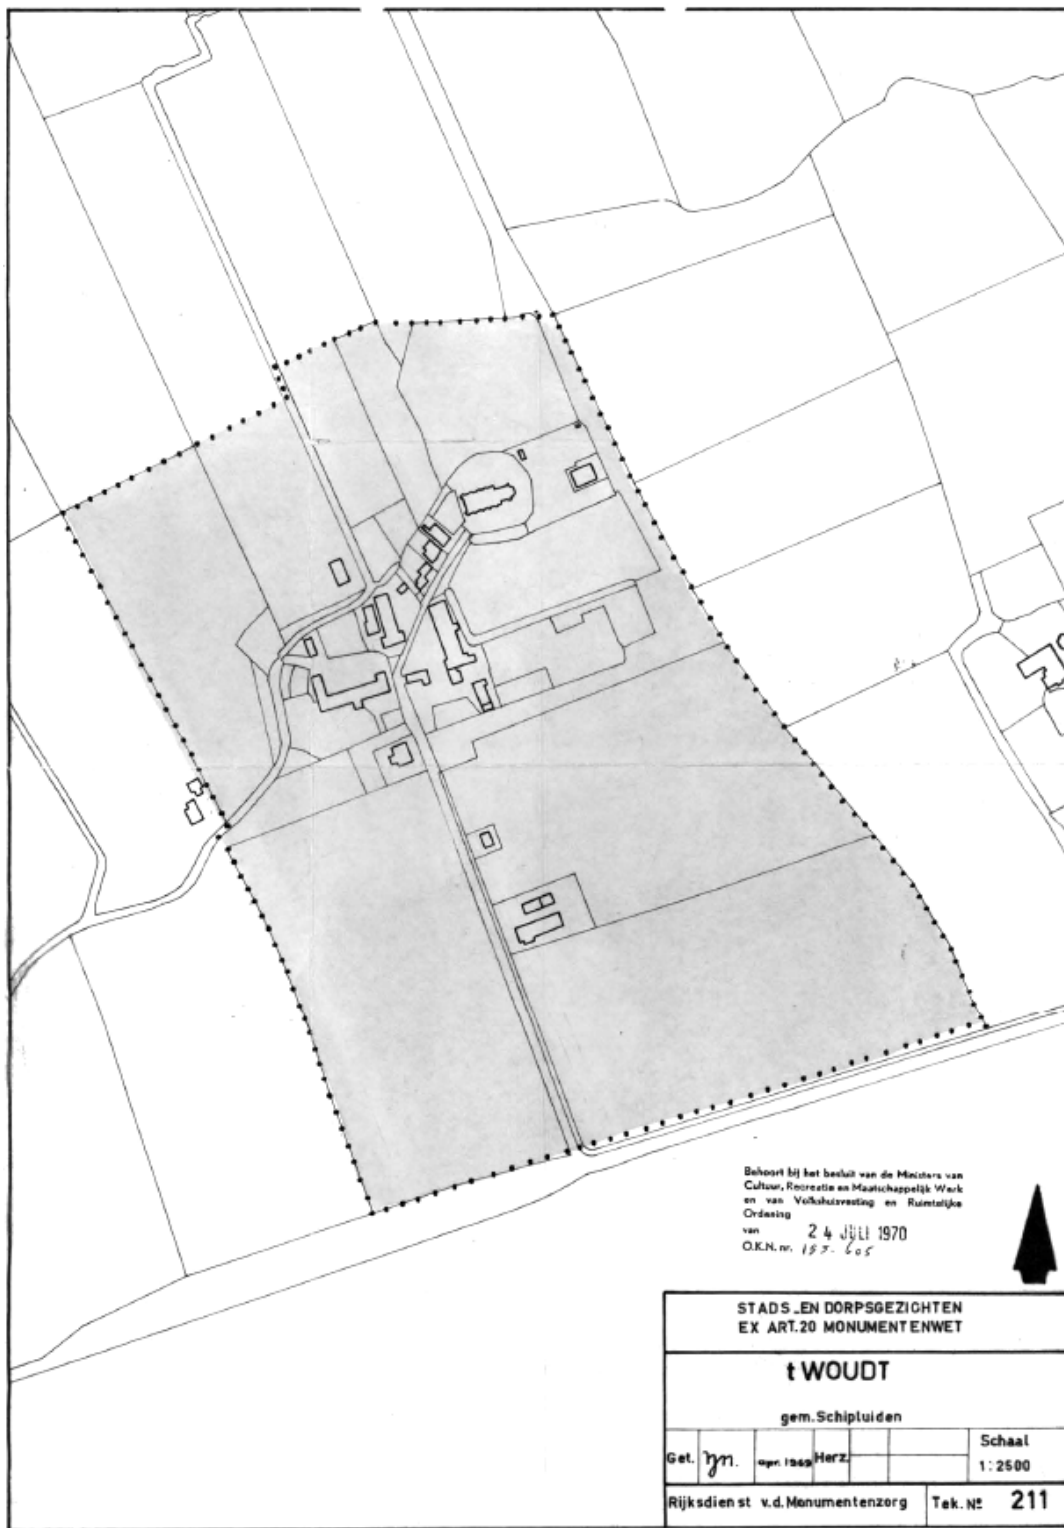 Behoort bij het besluit van de Ministers van
Cultuur, Recreatie en Maatschappelijk Werk
en van Volkshuisvesting en Ruimtelijke
Ordening
van 24 JULI 1970
O.K.N. nr.
STADS_EN DORPSGEZICHTEN
EX ART.20 MONUMENTENWET
t WOUDT
gem.Schipluiden
Get. apr. 1969 Herz. Schaal
1:2500
Rijksdienst v.d. Monumentenzorg Tek. Nº 211